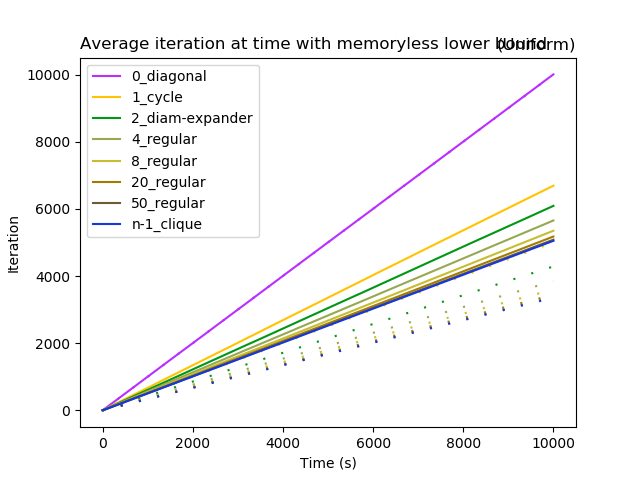 Average iteration at time with memoryless lower bound
(Uniform)
0_diagonal
1_cycle
2_diam-expander
4_regular
8_regular
20_regular
50_regular
n-1_clique
10000
8000
6000
4000
2000
0
Iteration
0 2000 4000 6000 8000 10000
Time (s)